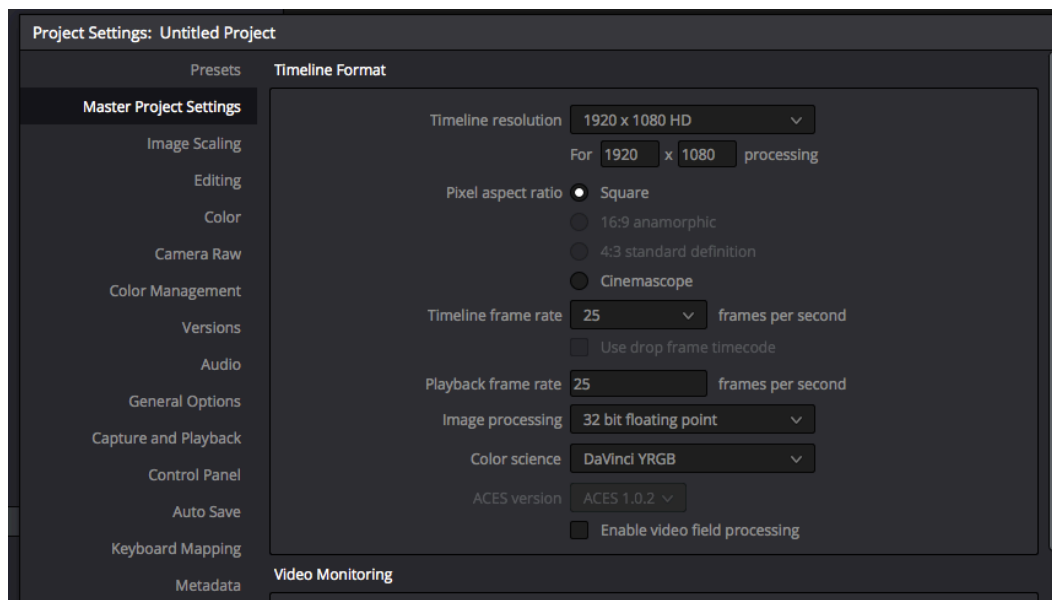 Project Settings: Untitled Project
Presets
Master Project Settings
Image Scaling
Editing
Color
Camera Raw
Color Management
Versions
Audio
General Options
Capture and Playback
Control Panel
Auto Save
Keyboard Mapping
Metadata
Timeline Format
Timeline resolution 1920 x 1080 HD
For 1920 x 1080 processing
Pixel aspect ratio Square
16:9 anamorphic
4:3 standard definition
Cinemascope
Timeline frame rate 25 frames per second
Use drop frame timecode
Playback frame rate 25 frames per second
Image processing 32 bit floating point
Color science DaVinci YRGB
ACES version ACES 1.0.2
Enable video field processing
Video Monitoring